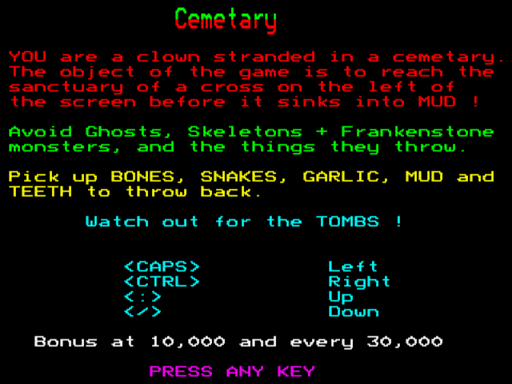 Cemetary
YOU are a clown stranded in a cemetary.
The object of the game is to reach the
sanctuary of a cross on the left of
the screen before it sinks into MUD !
Avoid Ghosts, Skeletons + Frankenstone
monsters, and the things they throw.
Pick up BONES, SNAKES, GARLIC, MUD and
TEETH to throw back.
Watch out for the TOMBS !
<CAPS> Left
<CTRL> Right
<:> Up
</> Down
Bonus at 10,000 and every 30,000
PRESS ANY KEY